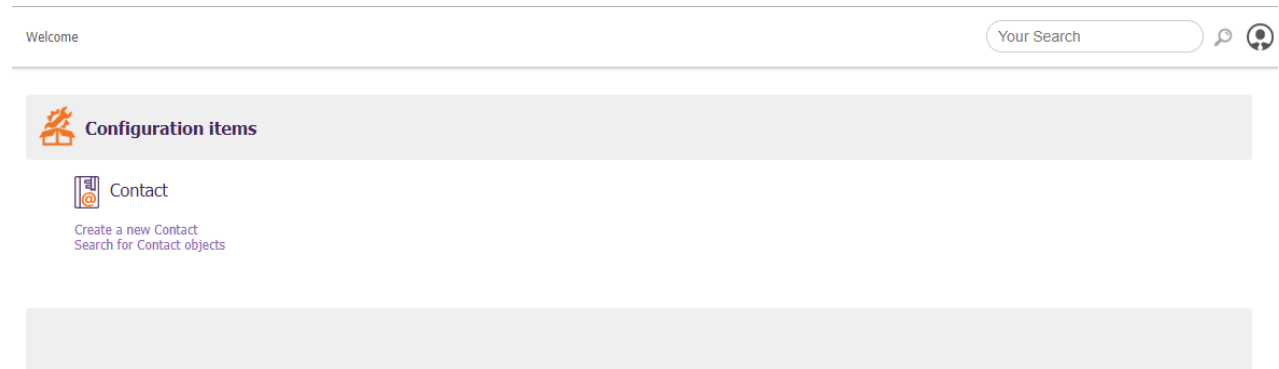 Welcome
Your Search
Configuration items
Contact
Create a new Contact
Search for Contact objects